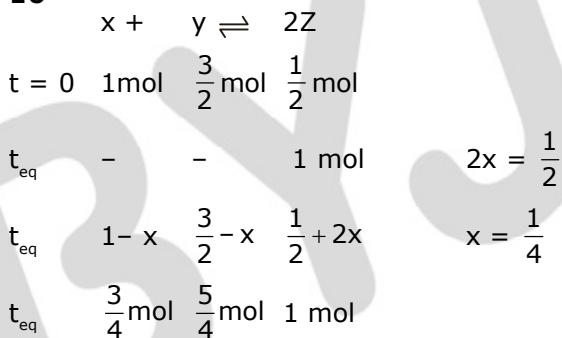 x + y ⇌ 2Z
t = 0 1mol 3/2 mol 1/2 mol
t_eq – – 1 mol 2x = 1/2
t_eq 1– x 3/2 – x 1/2 + 2x x = 1/4
t_eq 3/4 mol 5/4 mol 1 mol